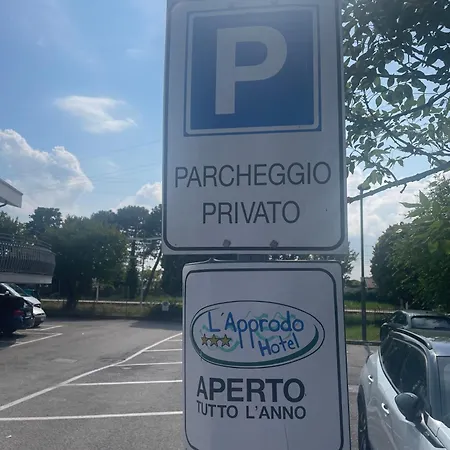 P
PARCHEGGIO
PRIVATO
L'Approdo
Hotel
APERTO
TUTTO L'ANNO